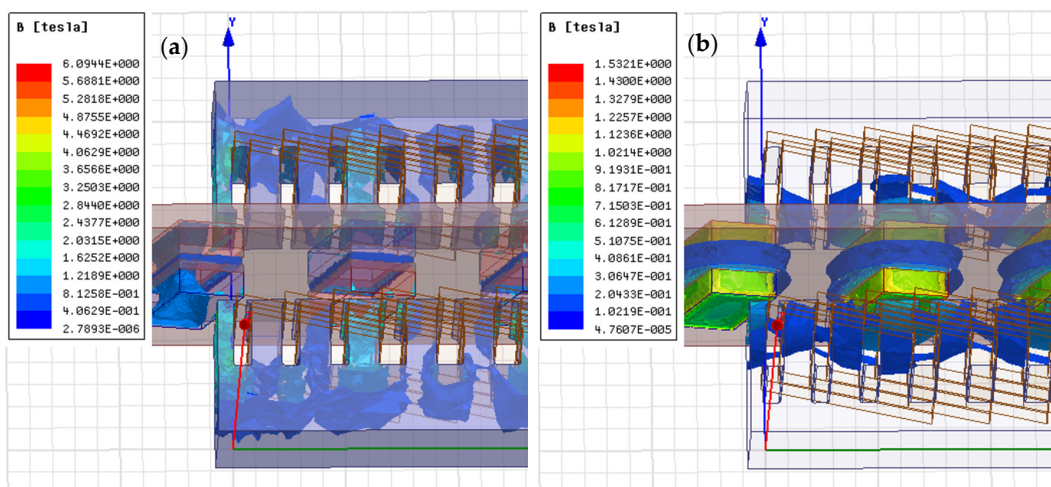 B [tesla]
6.0944E+000
5.6881E+000
5.2818E+000
4.8755E+000
4.4692E+000
4.0629E+000
3.6566E+000
3.2503E+000
2.8440E+000
2.4377E+000
2.0315E+000
1.6252E+000
1.2189E+000
8.1258E-001
4.0629E-001
2.7893E-006
(a)
Y
B [tesla]
1.5321E+000
1.4300E+000
1.3279E+000
1.2257E+000
1.1236E+000
1.0214E+000
9.1931E-001
8.1717E-001
7.1503E-001
6.1289E-001
5.1075E-001
4.0861E-001
3.0647E-001
2.0433E-001
1.0219E-001
4.7607E-005
(b)
Y